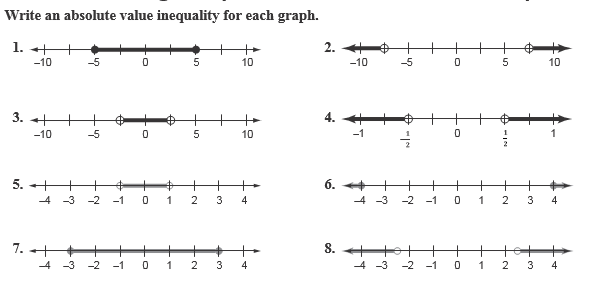 Write an absolute value inequality for each graph.
1. 2.
–10 –5 0 5 10 –10 –5 0 5 10
3. 4.
–10 –5 0 5 10 –1 –1/2 0 1/2 1
5. 6.
–4 –3 –2 –1 0 1 2 3 4 –4 –3 –2 –1 0 1 2 3 4
7. 8.
–4 –3 –2 –1 0 1 2 3 4 –4 –3 –2 –1 0 1 2 3 4